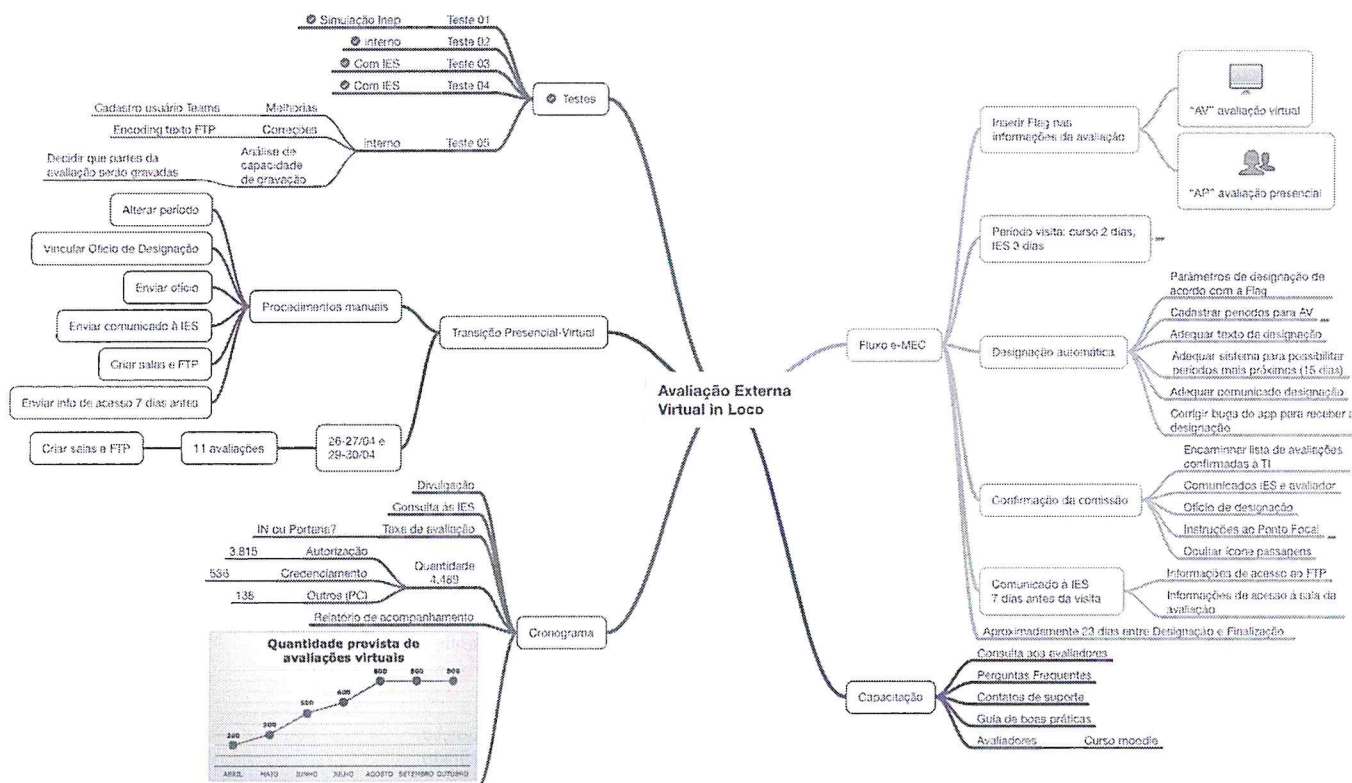 Simulação Inep Teste 01
interno Teste 02
Com IES Teste 03
Com IES Teste 04
Testes
Cadastro usuário Teams Melhorias
Encoding texto FTP Correções
interno Teste 05
Decidir que partes da
avaliação serão gravadas
Análise de
capacidade
de gravação
Alterar período
Vincular Ofício de Designação
Enviar ofício
Procedimentos manuais
Enviar comunicado à IES
Criar salas e FTP
Enviar info de acesso 7 dias antes
Transição Presencial-Virtual
Criar salas e FTP
11 avaliações
26-27/04 e
29-30/04
Avaliação Externa
Virtual in Loco
Divulgação
Consulta às IES
IN ou Portaria? Taxa de avaliação
3.815 Autorização
536 Credenciamento
Outros (PC)
Quantidade
4.489
Relatório de acompanhamento
Cronograma
Quantidade prevista de
avaliações virtuais
ABRIL MAIO JUNHO JULHO AGOSTO SETEMBRO OUTUBRO
Inserir Flag nas
informações da avaliação
"AV" avaliação virtual
"AP" avaliação presencial
Período visita: curso 2 dias,
IES 3 dias
Fluxo e-MEC
Designação automática
Parâmetros de designação de
acordo com a Flag
Cadastrar períodos para AV
Adequar texto de designação
Adequar sistema para possibilitar
períodos mais próximos (15 dias)
Adequar comunicado designação
Corrigir bugs do app para receber a
designação
Confirmação da comissão
Encaminhar lista de avaliações
confirmadas à TI
Comunicados IES e avaliador
Ofício de designação
Instruções ao Ponto Focal
Ocultar ícone passagens
Comunicado à IES
7 dias antes da visita
Informações de acesso ao FTP
Informações de acesso à sala da
avaliação
Aproximadamente 23 dias entre Designação e Finalização
Capacitação
Consulta aos avaliadores
Perguntas Frequentes
Contatos de suporte
Guia de boas práticas
Avaliadores Curso moodle